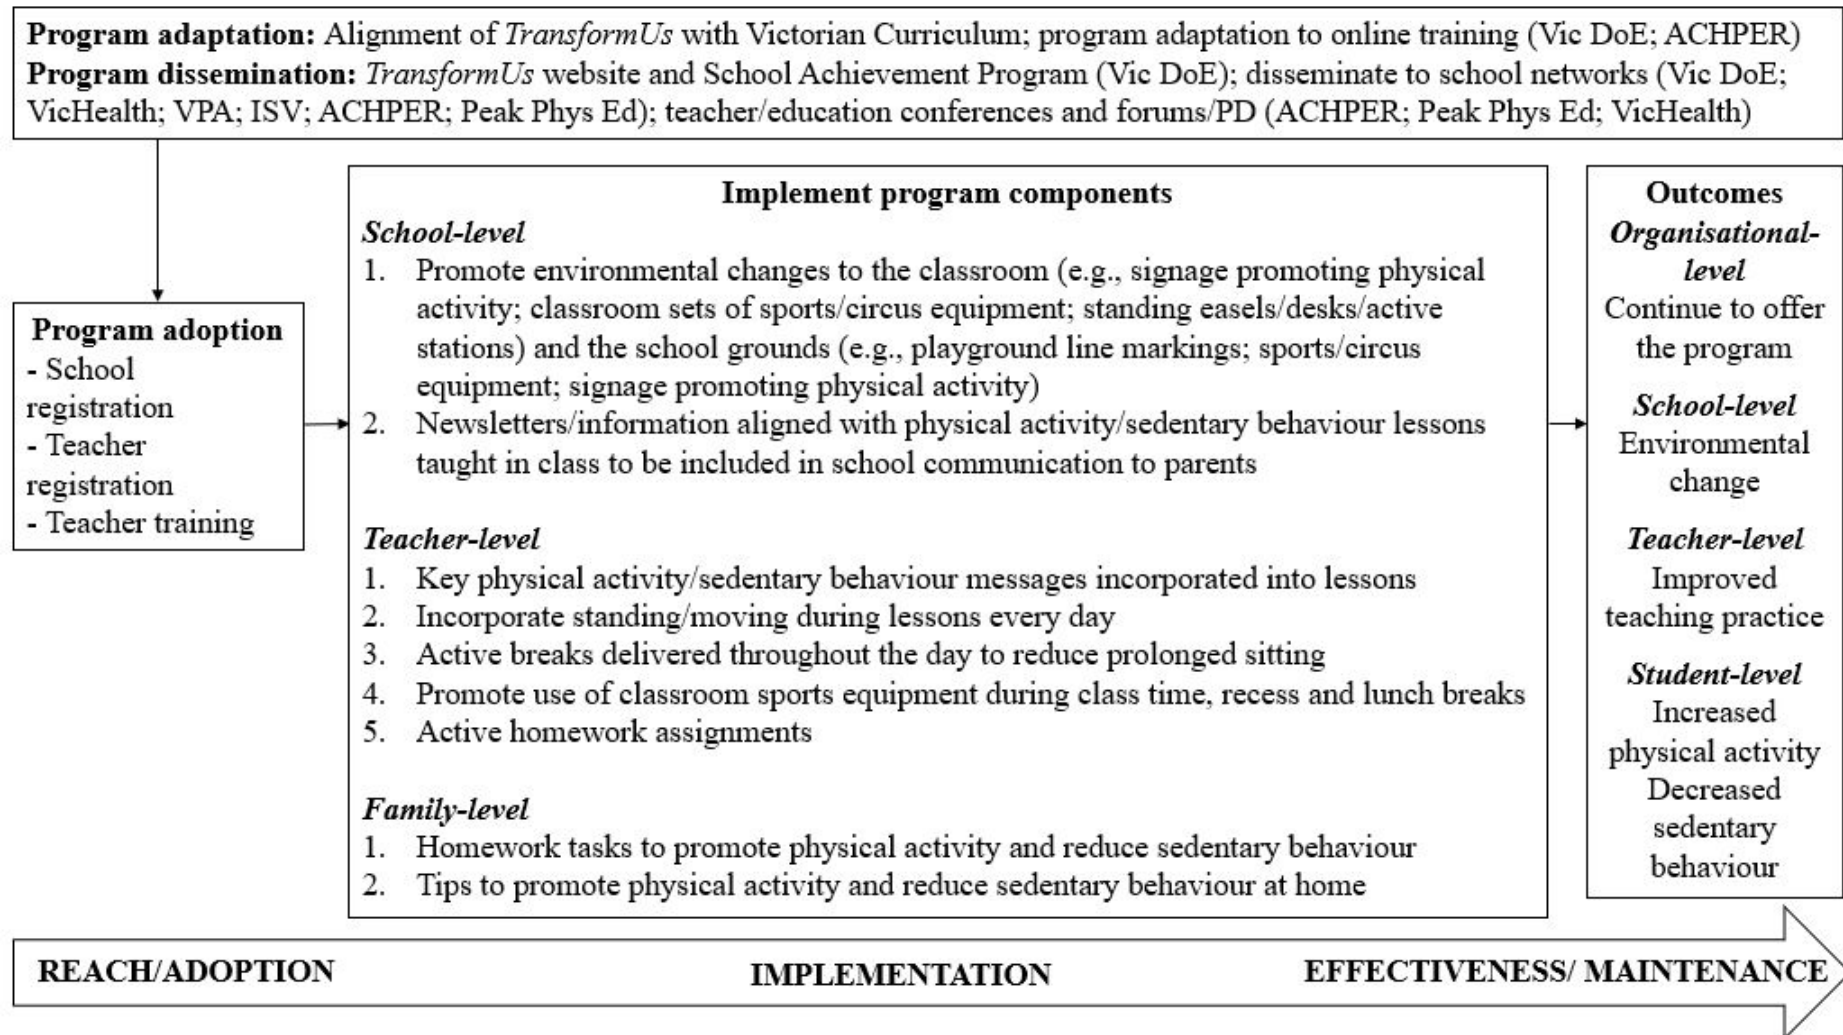 Program adaptation: Alignment of TransformUs with Victorian Curriculum; program adaptation to online training (Vic DoE; ACHPER)
Program dissemination: TransformUs website and School Achievement Program (Vic DoE); disseminate to school networks (Vic DoE;
VicHealth; VPA; ISV; ACHPER; Peak Phys Ed); teacher/education conferences and forums/PD (ACHPER; Peak Phys Ed; VicHealth)
Program adoption
- School
registration
- Teacher
registration
- Teacher training
Implement program components
School-level
1. Promote environmental changes to the classroom (e.g., signage promoting physical
activity; classroom sets of sports/circus equipment; standing easels/desks/active
stations) and the school grounds (e.g., playground line markings; sports/circus
equipment; signage promoting physical activity)
2. Newsletters/information aligned with physical activity/sedentary behaviour lessons
taught in class to be included in school communication to parents
Teacher-level
1. Key physical activity/sedentary behaviour messages incorporated into lessons
2. Incorporate standing/moving during lessons every day
3. Active breaks delivered throughout the day to reduce prolonged sitting
4. Promote use of classroom sports equipment during class time, recess and lunch breaks
5. Active homework assignments
Family-level
1. Homework tasks to promote physical activity and reduce sedentary behaviour
2. Tips to promote physical activity and reduce sedentary behaviour at home
Outcomes
Organisational-
level
Continue to offer
the program
School-level
Environmental
change
Teacher-level
Improved
teaching practice
Student-level
Increased
physical activity
Decreased
sedentary
behaviour
REACH/ADOPTION
IMPLEMENTATION
EFFECTIVENESS/ MAINTENANCE